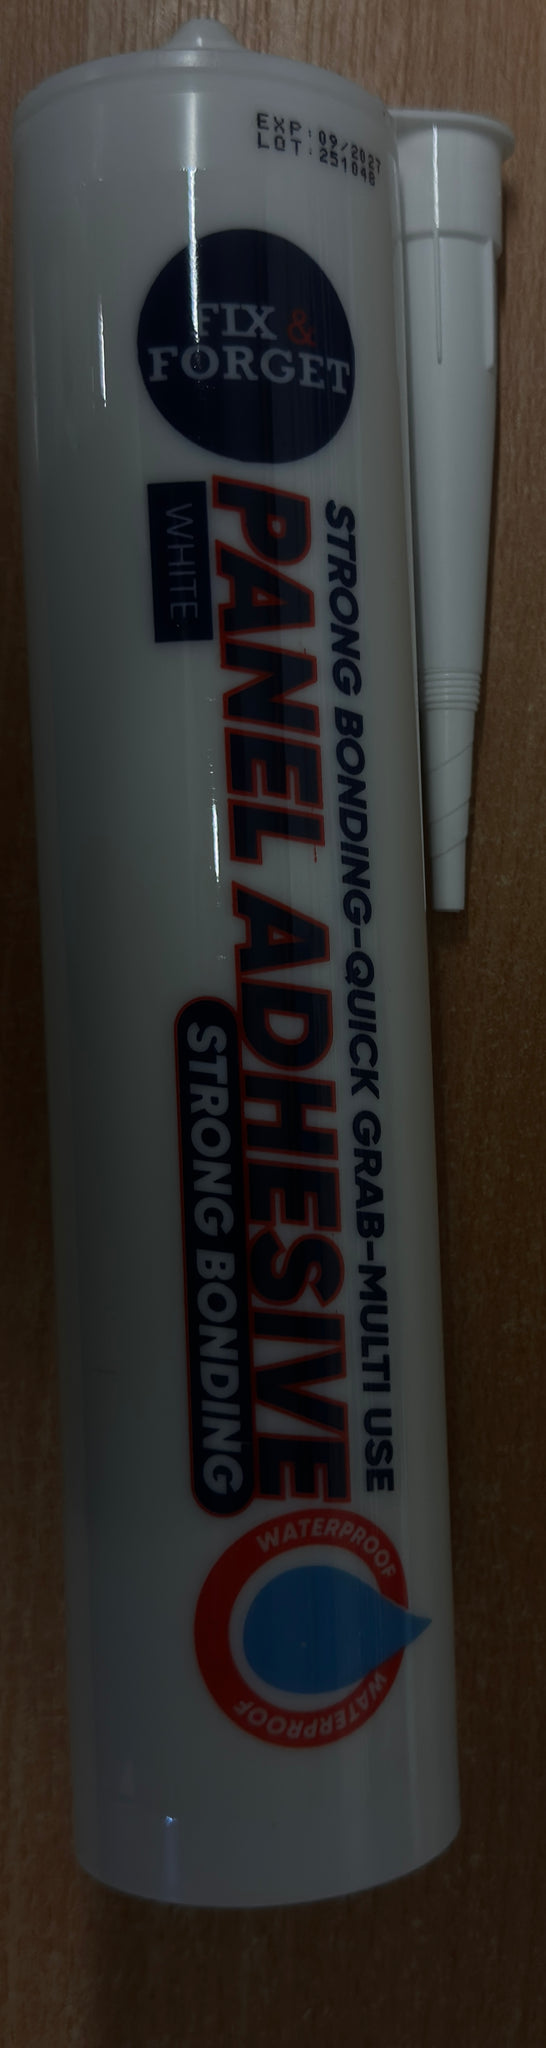 EXP: 09/2027
LOT: 251048
FIX &
FORGET
STRONG BONDING-QUICK GRAB-MULTI USE
PANEL ADHESIVE
WHITE
STRONG BONDING
WATERPROOF
WATERPROOF